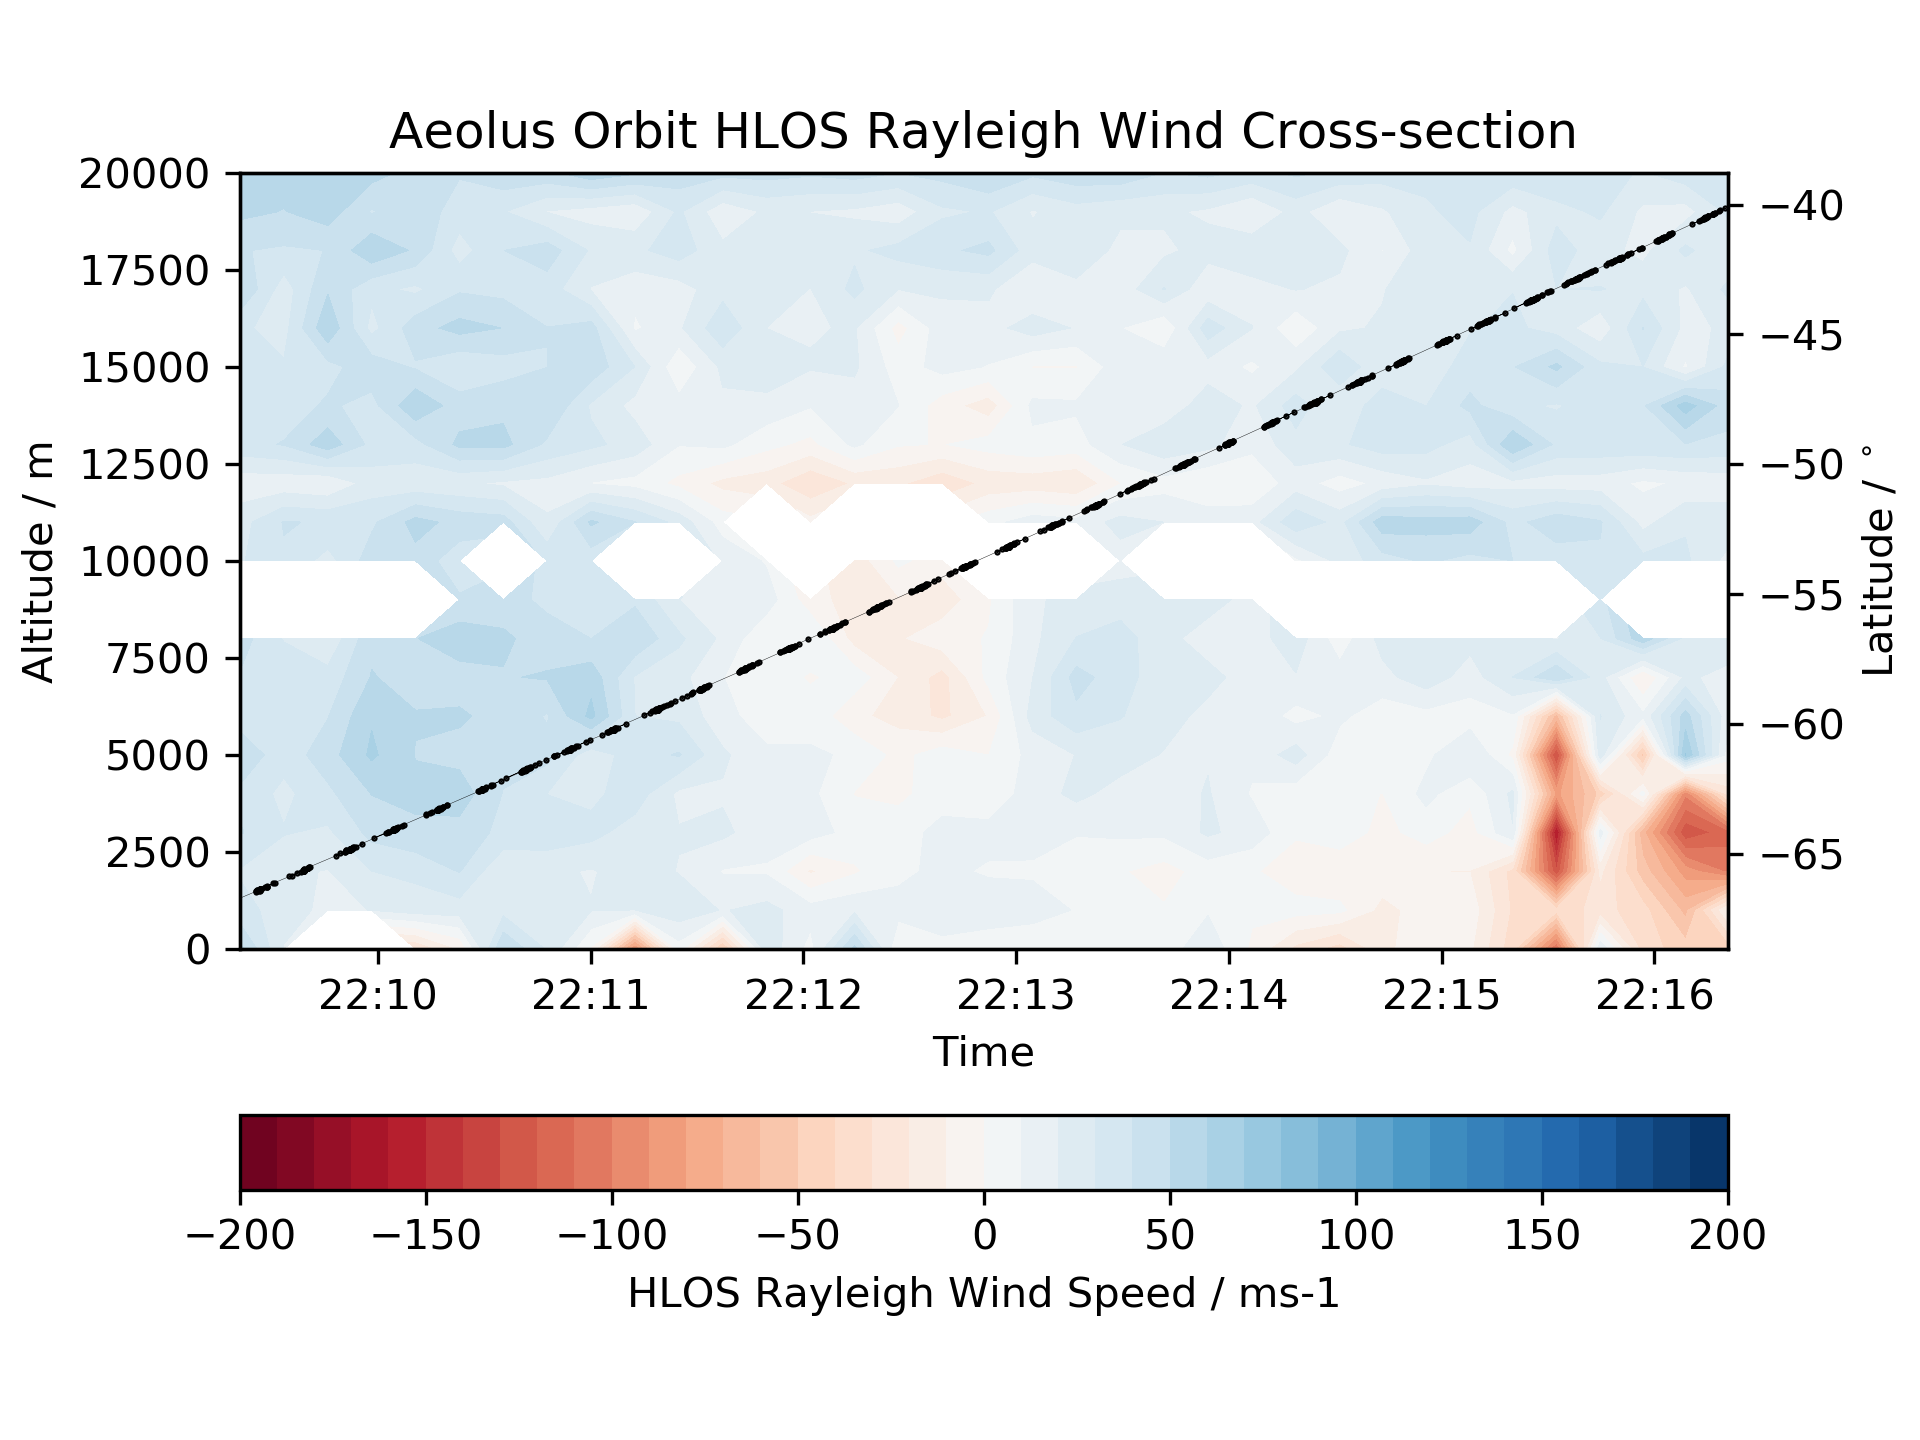 Aeolus Orbit HLOS Rayleigh Wind Cross-section
20000
17500
15000
12500
10000
7500
5000
2500
0
Altitude / m
−40
−45
−50
−55
−60
−65
Latitude / °
22:10 22:11 22:12 22:13 22:14 22:15 22:16
Time
−200 −150 −100 −50 0 50 100 150 200
HLOS Rayleigh Wind Speed / ms-1